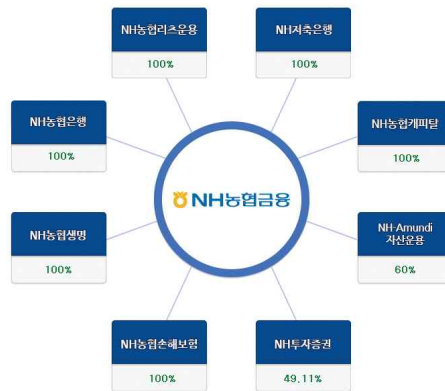 NH농협리츠운용
100%
NH저축은행
100%
NH농협은행
100%
NH농협캐피탈
100%
NH농협금융
NH농협생명
100%
NH-Amundi
자산운용
60%
NH농협손해보험
100%
NH투자증권
49.11%